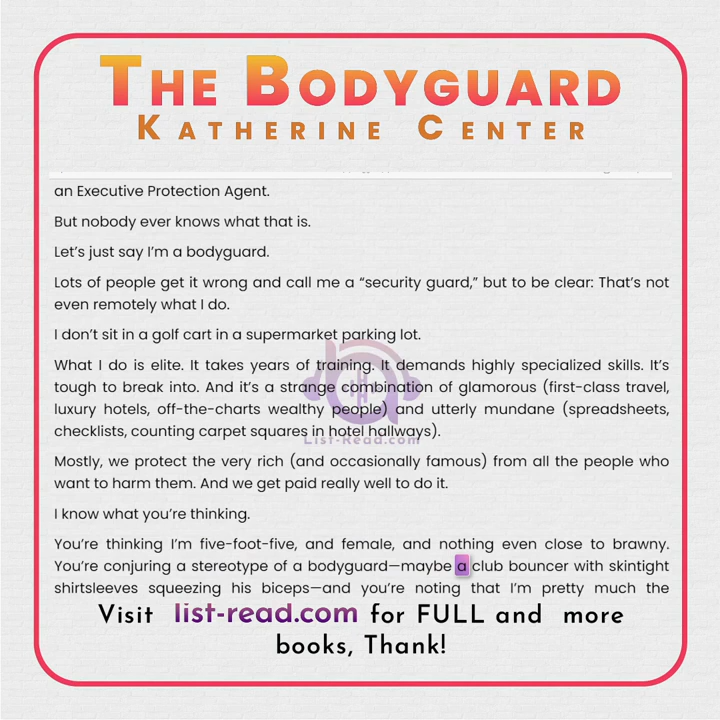 THE BODYGUARD
KATHERINE CENTER
an Executive Protection Agent.
But nobody ever knows what that is.
Let’s just say I’m a bodyguard.
Lots of people get it wrong and call me a “security guard,” but to be clear: That’s not
even remotely what I do.
I don’t sit in a golf cart in a supermarket parking lot.
What I do is elite. It takes years of training. It demands highly specialized skills. It’s
tough to break into. And it’s a strange combination of glamorous (first-class travel,
luxury hotels, off-the-charts wealthy people) and utterly mundane (spreadsheets,
checklists, counting carpet squares in hotel hallways).
List-Read.com
Mostly, we protect the very rich (and occasionally famous) from all the people who
want to harm them. And we get paid really well to do it.
I know what you’re thinking.
You’re thinking I’m five-foot-five, and female, and nothing even close to brawny.
You’re conjuring a stereotype of a bodyguard—maybe a club bouncer with skintight
shirtsleeves squeezing his biceps—and you’re noting that I’m pretty much the
Visit list-read.com for FULL and more
books, Thank!